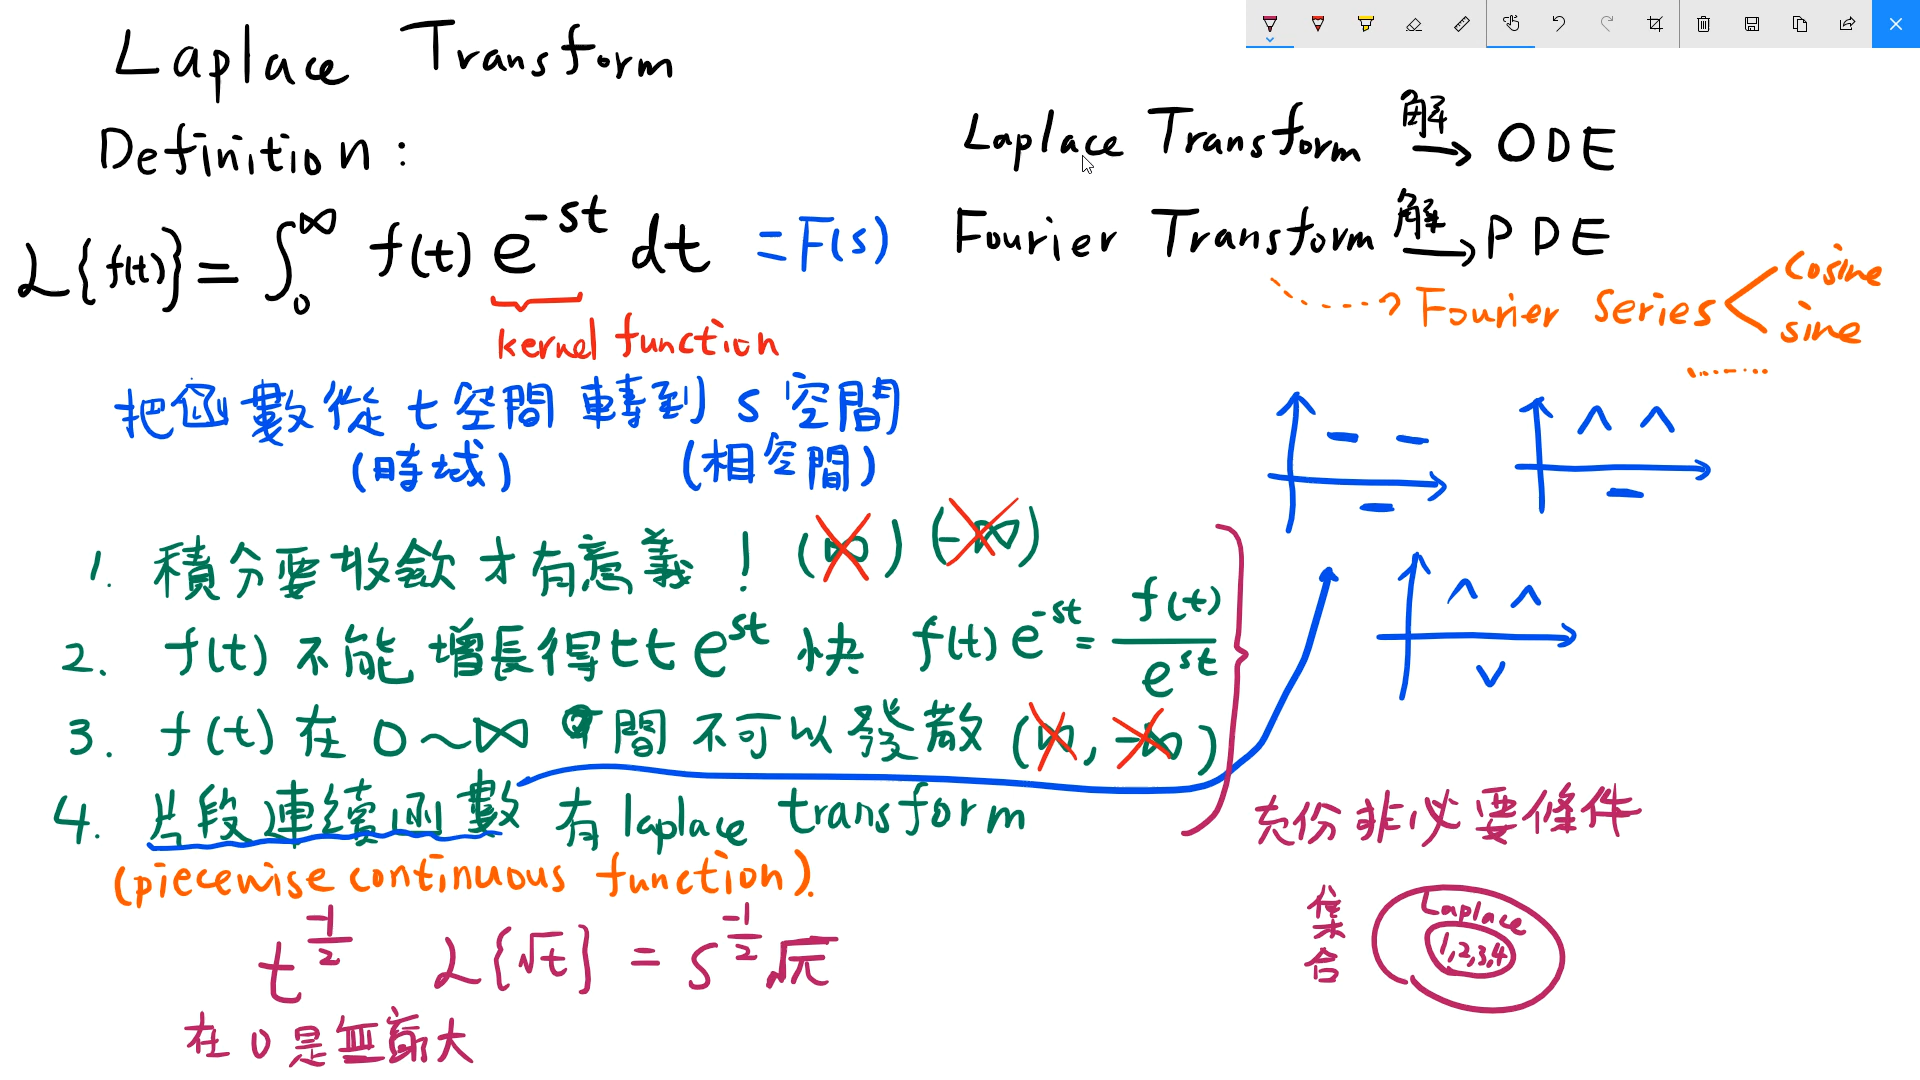 Laplace Transform
Definition :
L{f(t)} = ∫₀^∞ f(t) e^{-st} dt = F(s)
kernel function
把函數從 t 空間 轉到 s 空間
(時域) (相空間)
1. 積分要收歛才有意義 ! (∞) (-∞)
2. f(t) 不能增長得比 e^{st} 快 f(t) e^{-st} = f(t)/e^{st}
3. f(t) 在 0 ~ ∞ 間 不可以發散 (∞, -∞)
4. 片段連續函數 有 laplace transform
(piecewise continuous function).
t^{-1/2} L{√t} = s^{-1/2} √π
在 0 是無窮大
Laplace Transform 解→ ODE
Fourier Transform 解→ PDE
Fourier Series < cosine
sine
充份非必要條件
集合
Laplace
1,2,3,4